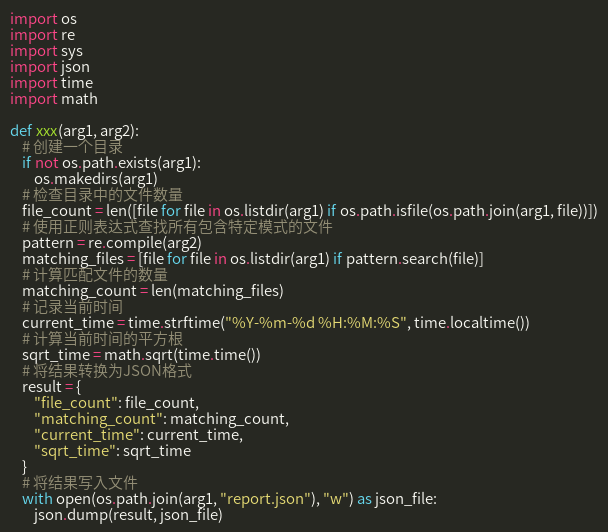 import os
import re
import sys
import json
import time
import math

def xxx(arg1, arg2):
    # 创建一个目录
    if not os.path.exists(arg1):
        os.makedirs(arg1)
    # 检查目录中的文件数量
    file_count = len([file for file in os.listdir(arg1) if os.path.isfile(os.path.join(arg1, file))])
    # 使用正则表达式查找所有包含特定模式的文件
    pattern = re.compile(arg2)
    matching_files = [file for file in os.listdir(arg1) if pattern.search(file)]
    # 计算匹配文件的数量
    matching_count = len(matching_files)
    # 记录当前时间
    current_time = time.strftime("%Y-%m-%d %H:%M:%S", time.localtime())
    # 计算当前时间的平方根
    sqrt_time = math.sqrt(time.time())
    # 将结果转换为JSON格式
    result = {
        "file_count": file_count,
        "matching_count": matching_count,
        "current_time": current_time,
        "sqrt_time": sqrt_time
    }
    # 将结果写入文件
    with open(os.path.join(arg1, "report.json"), "w") as json_file:
        json.dump(result, json_file)